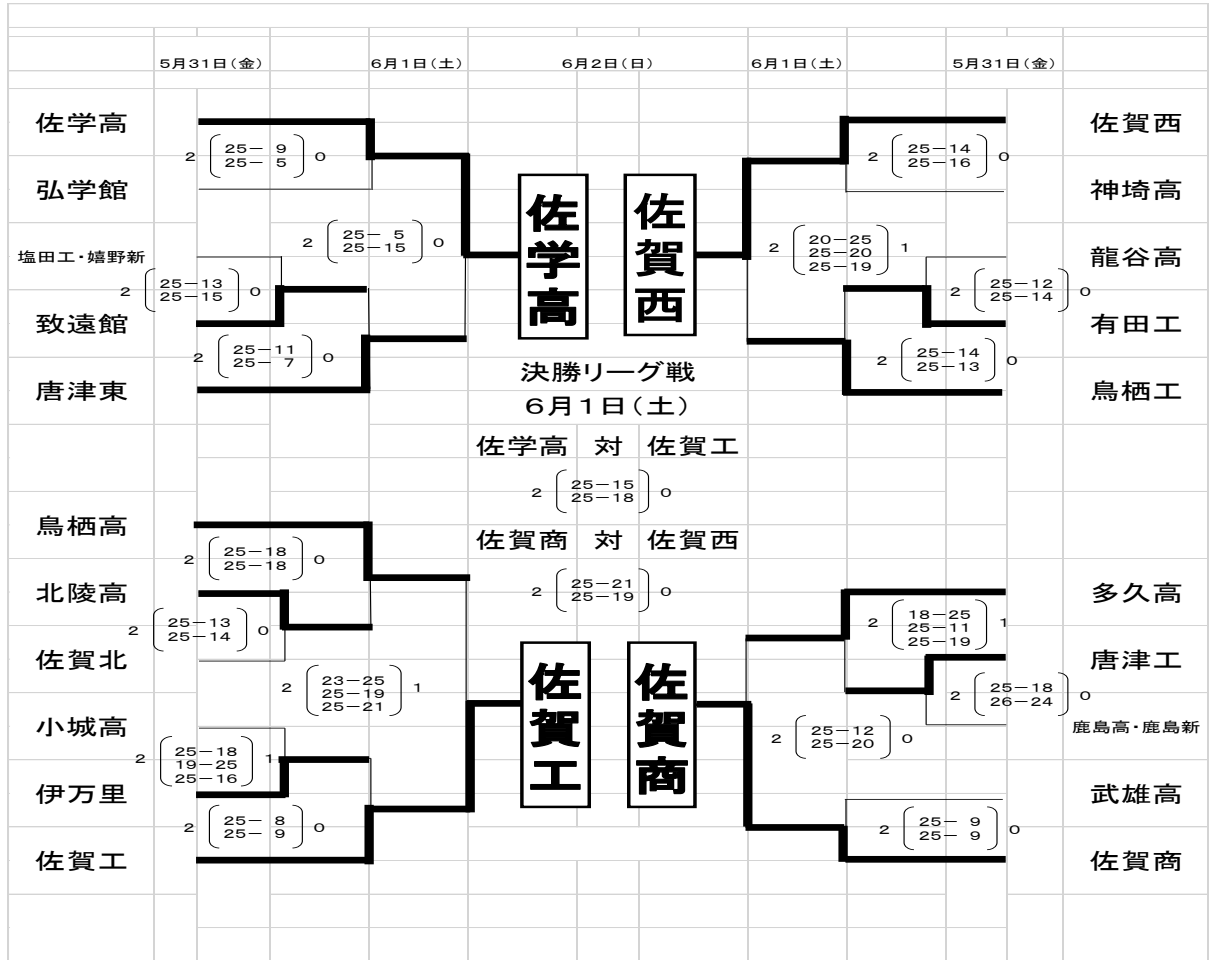 5月31日(金) 6月1日(土) 6月2日(日) 6月1日(土) 5月31日(金)
佐学高
弘学館
塩田工・嬉野新
致遠館
唐津東
2 25- 9 0
25- 5
2 25- 5 0
25-15
2 25-13 0
25-15
2 25-11 0
25- 7
佐学高
佐賀西
佐賀西
神埼高
龍谷高
有田工
鳥栖工
2 25-14 0
25-16
2 20-25 1
25-20
25-19
2 25-12 0
25-14
2 25-14 0
25-13
決勝リーグ戦
6月1日(土)
佐学高 対 佐賀工
2 25-15 0
25-18
佐賀商 対 佐賀西
2 25-21 0
25-19
鳥栖高
北陵高
佐賀北
小城高
伊万里
佐賀工
2 25-18 0
25-18
2 25-13 0
25-14
2 23-25 1
25-19
25-21
2 25-18 1
19-25
25-16
2 25- 8 0
25- 9
佐賀工
佐賀商
多久高
唐津工
鹿島高・鹿島新
武雄高
佐賀商
2 18-25 1
25-11
25-19
2 25-18 0
26-24
2 25-12 0
25-20
2 25- 9 0
25- 9